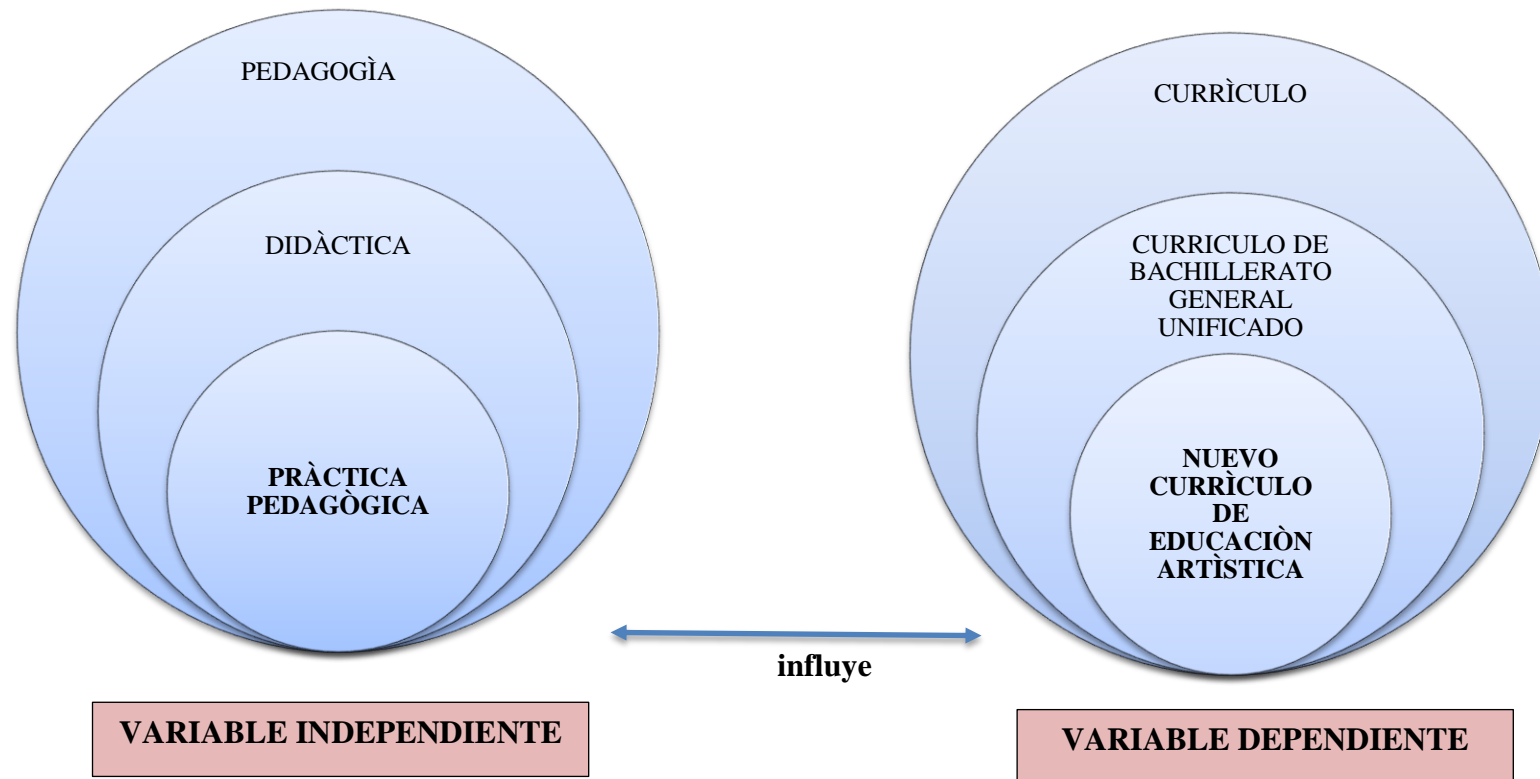 PEDAGOGÌA
DIDÀCTICA
PRÀCTICA
PEDAGÒGICA
VARIABLE INDEPENDIENTE
influye
CURRÌCULO
CURRICULO DE
BACHILLERATO
GENERAL
UNIFICADO
NUEVO
CURRÌCULO
DE
EDUCACIÒN
ARTÌSTICA
VARIABLE DEPENDIENTE